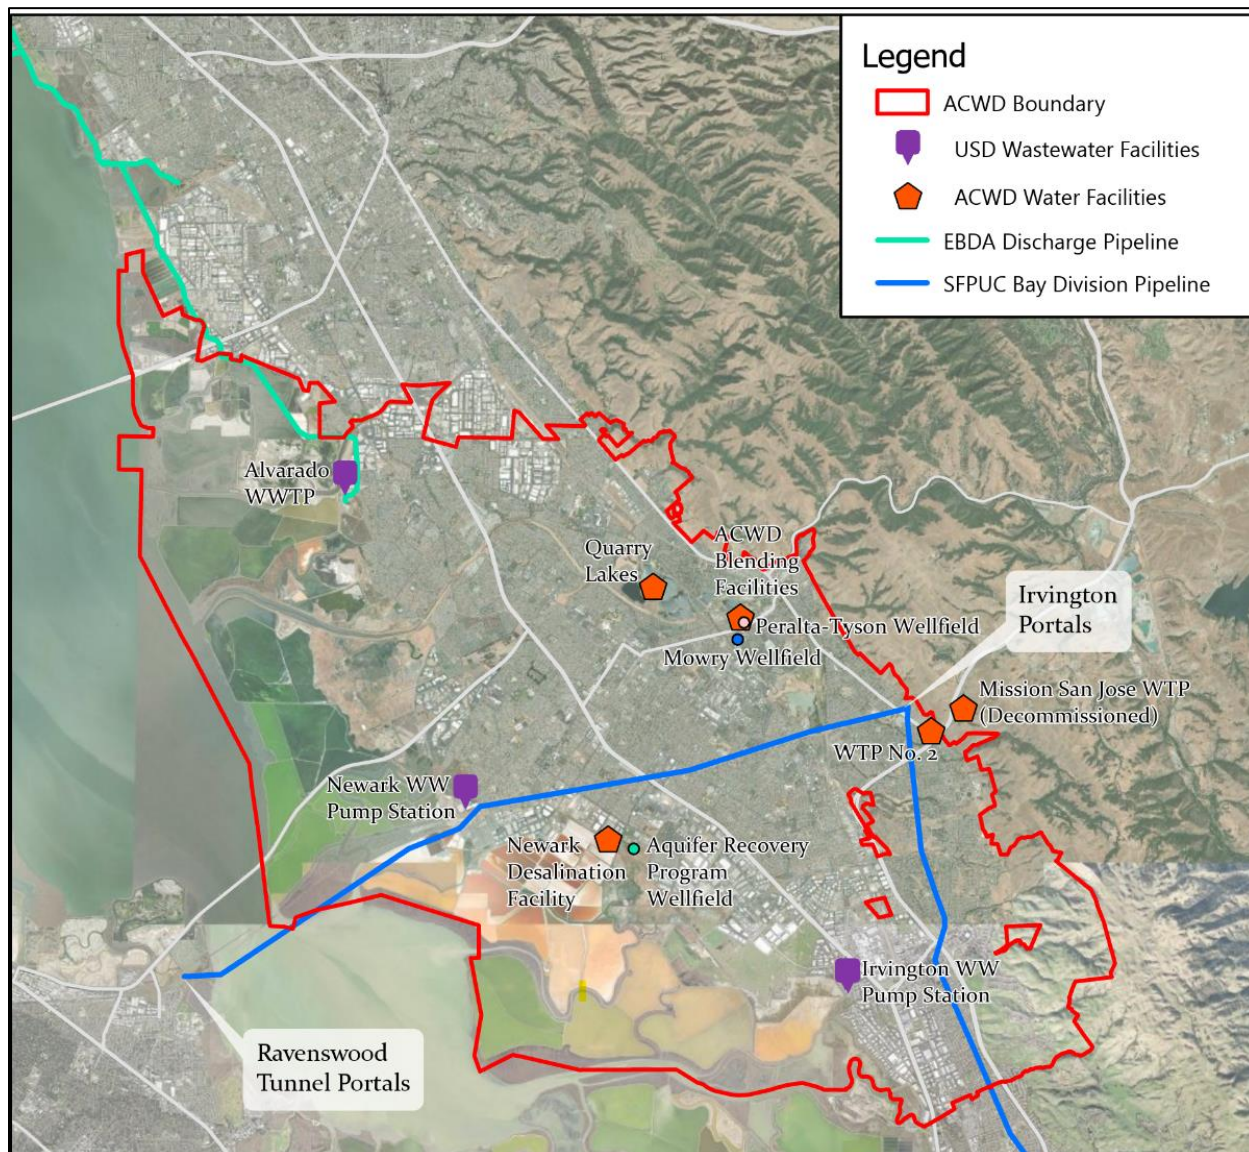 Legend
ACWD Boundary
USD Wastewater Facilities
ACWD Water Facilities
EBDA Discharge Pipeline
SFPUC Bay Division Pipeline
Alvarado
WWTP
Quarry
Lakes
ACWD
Blending
Facilities
Peralta-Tyson Wellfield
Mowry Wellfield
Irvington
Portals
Mission San Jose WTP
(Decommissioned)
WTP No. 2
Newark WW
Pump Station
Newark
Desalination
Facility
Aquifer Recovery
Program
Wellfield
Irvington WW
Pump Station
Ravenswood
Tunnel Portals